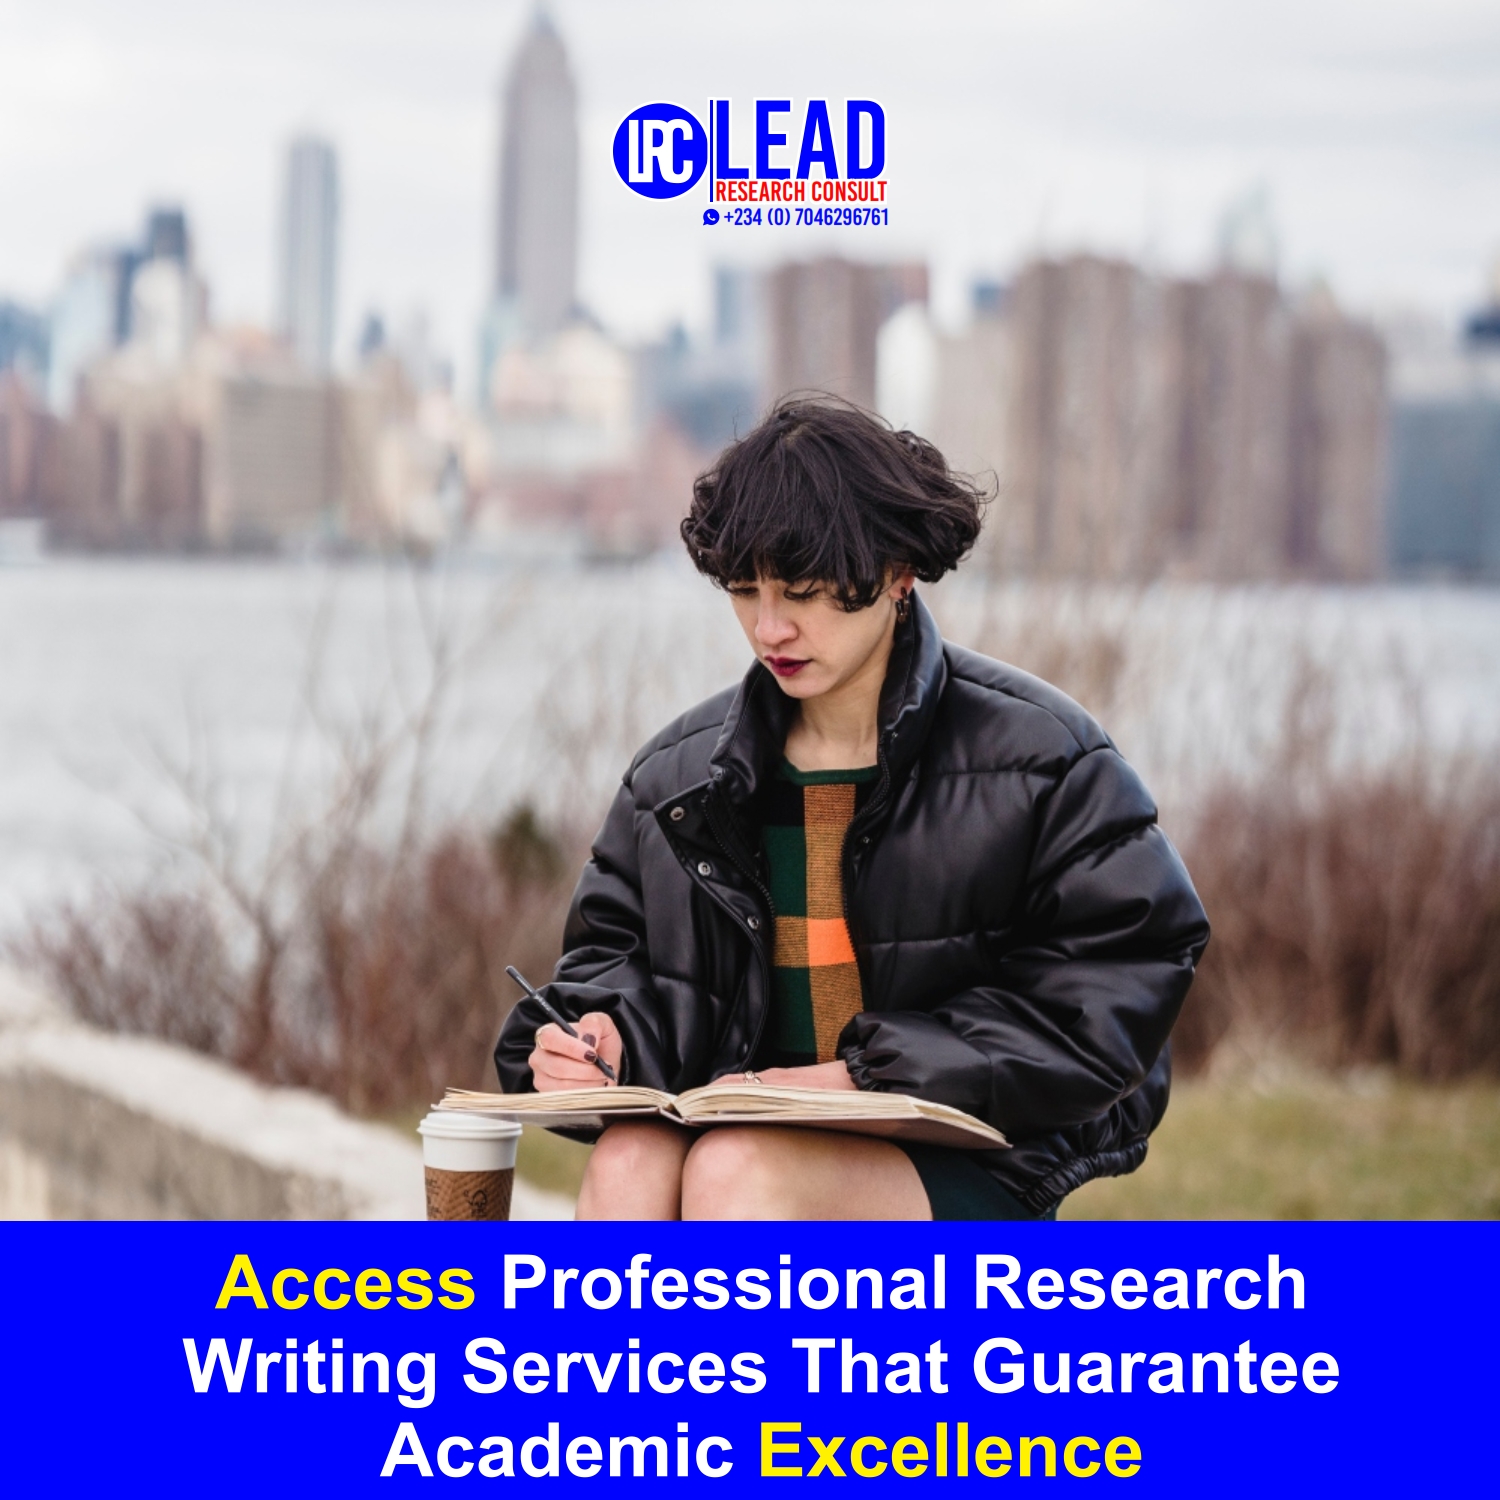 LRC LEAD
RESEARCH CONSULT
+234 (0) 7046296761
Access Professional Research
Writing Services That Guarantee
Academic Excellence